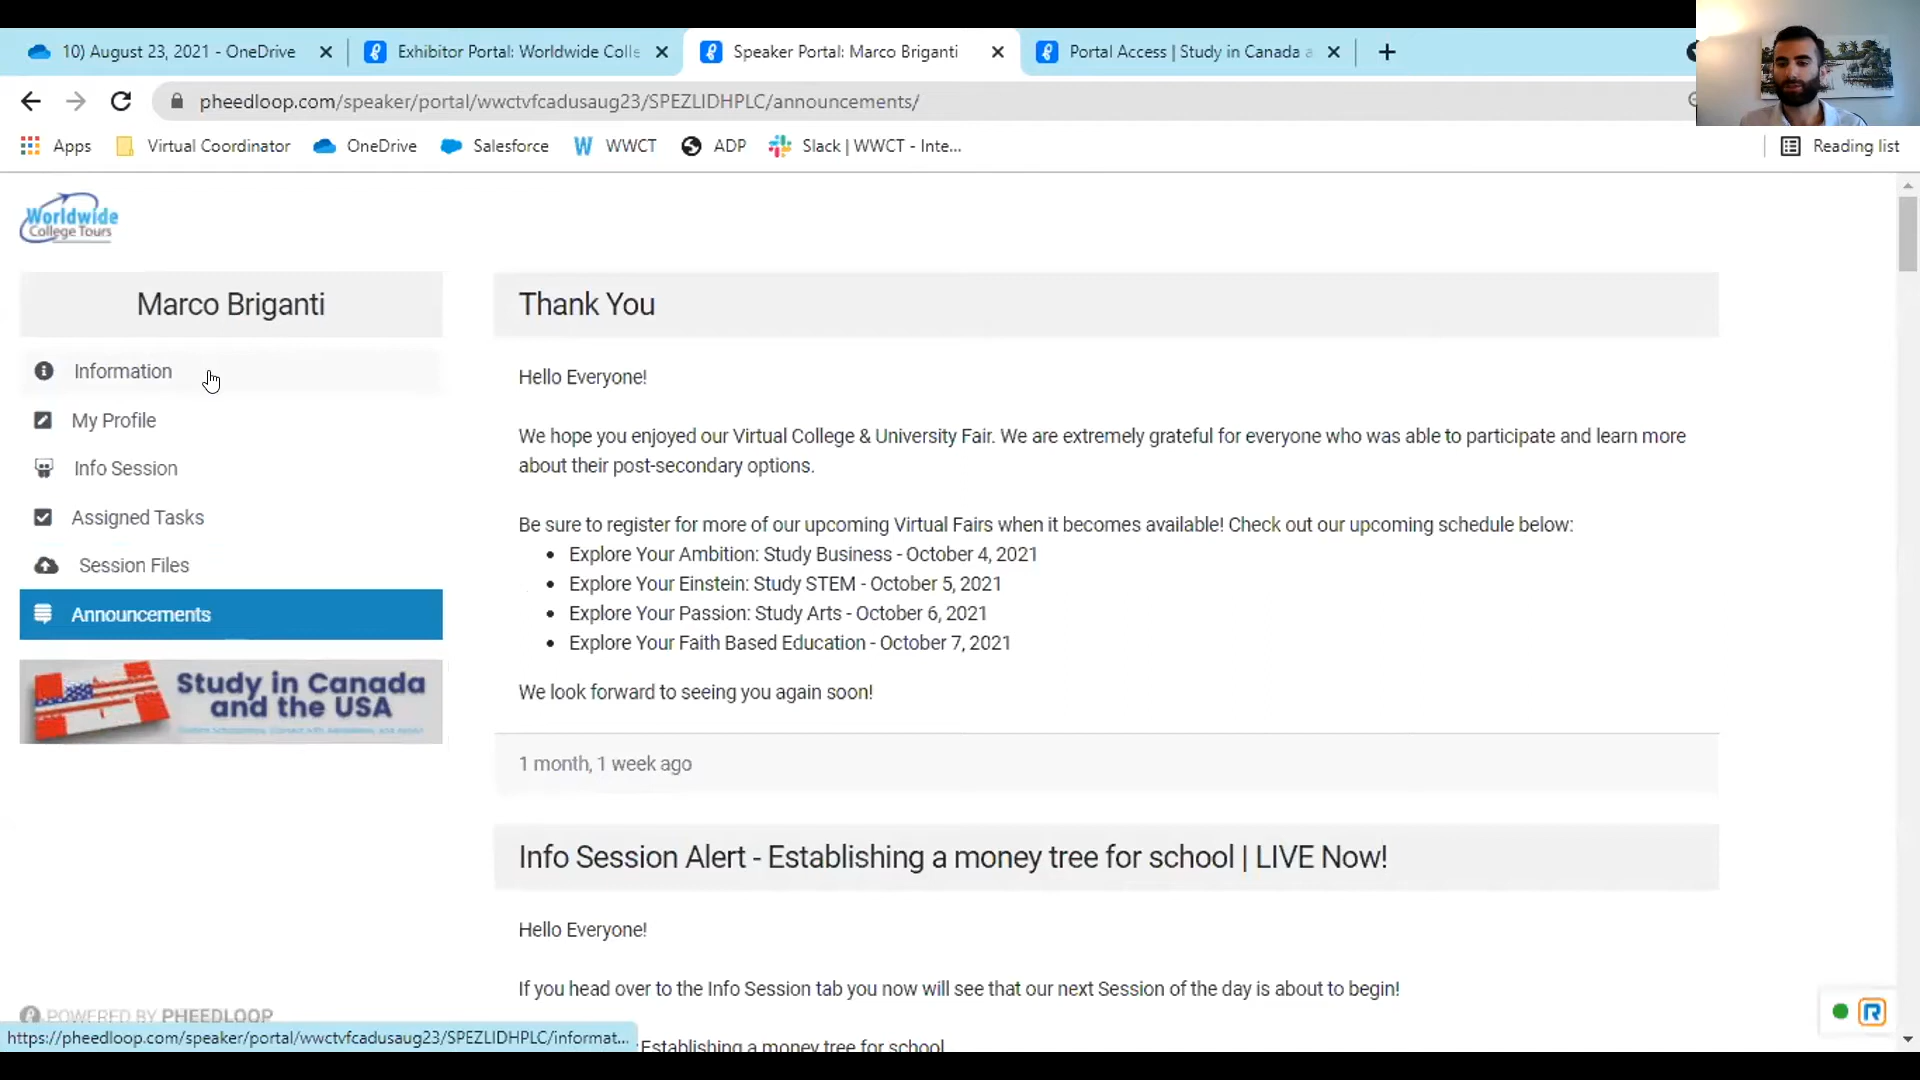 10) August 23, 2021 - OneDrive
Exhibitor Portal: Worldwide Colle
Speaker Portal: Marco Briganti
Portal Access | Study in Canada a
pheedloop.com/speaker/portal/wwctvfcadusaug23/SPEZLIDHPLC/announcements/
Apps
Virtual Coordinator
OneDrive
Salesforce
WWCT
ADP
Slack | WWCT - Inte...
Reading list
Worldwide
College Tours
Marco Briganti
Information
My Profile
Info Session
Assigned Tasks
Session Files
Announcements
Study in Canada
and the USA
POWERED BY PHEEDLOOP
https://pheedloop.com/speaker/portal/wwctvfcadusaug23/SPEZLIDHPLC/informat...
Thank You
Hello Everyone!
We hope you enjoyed our Virtual College & University Fair. We are extremely grateful for everyone who was able to participate and learn more
about their post-secondary options.
Be sure to register for more of our upcoming Virtual Fairs when it becomes available! Check out our upcoming schedule below:
• Explore Your Ambition: Study Business - October 4, 2021
• Explore Your Einstein: Study STEM - October 5, 2021
• Explore Your Passion: Study Arts - October 6, 2021
• Explore Your Faith Based Education - October 7, 2021
We look forward to seeing you again soon!
1 month, 1 week ago
Info Session Alert - Establishing a money tree for school | LIVE Now!
Hello Everyone!
If you head over to the Info Session tab you now will see that our next Session of the day is about to begin!
Establishing a money tree for school